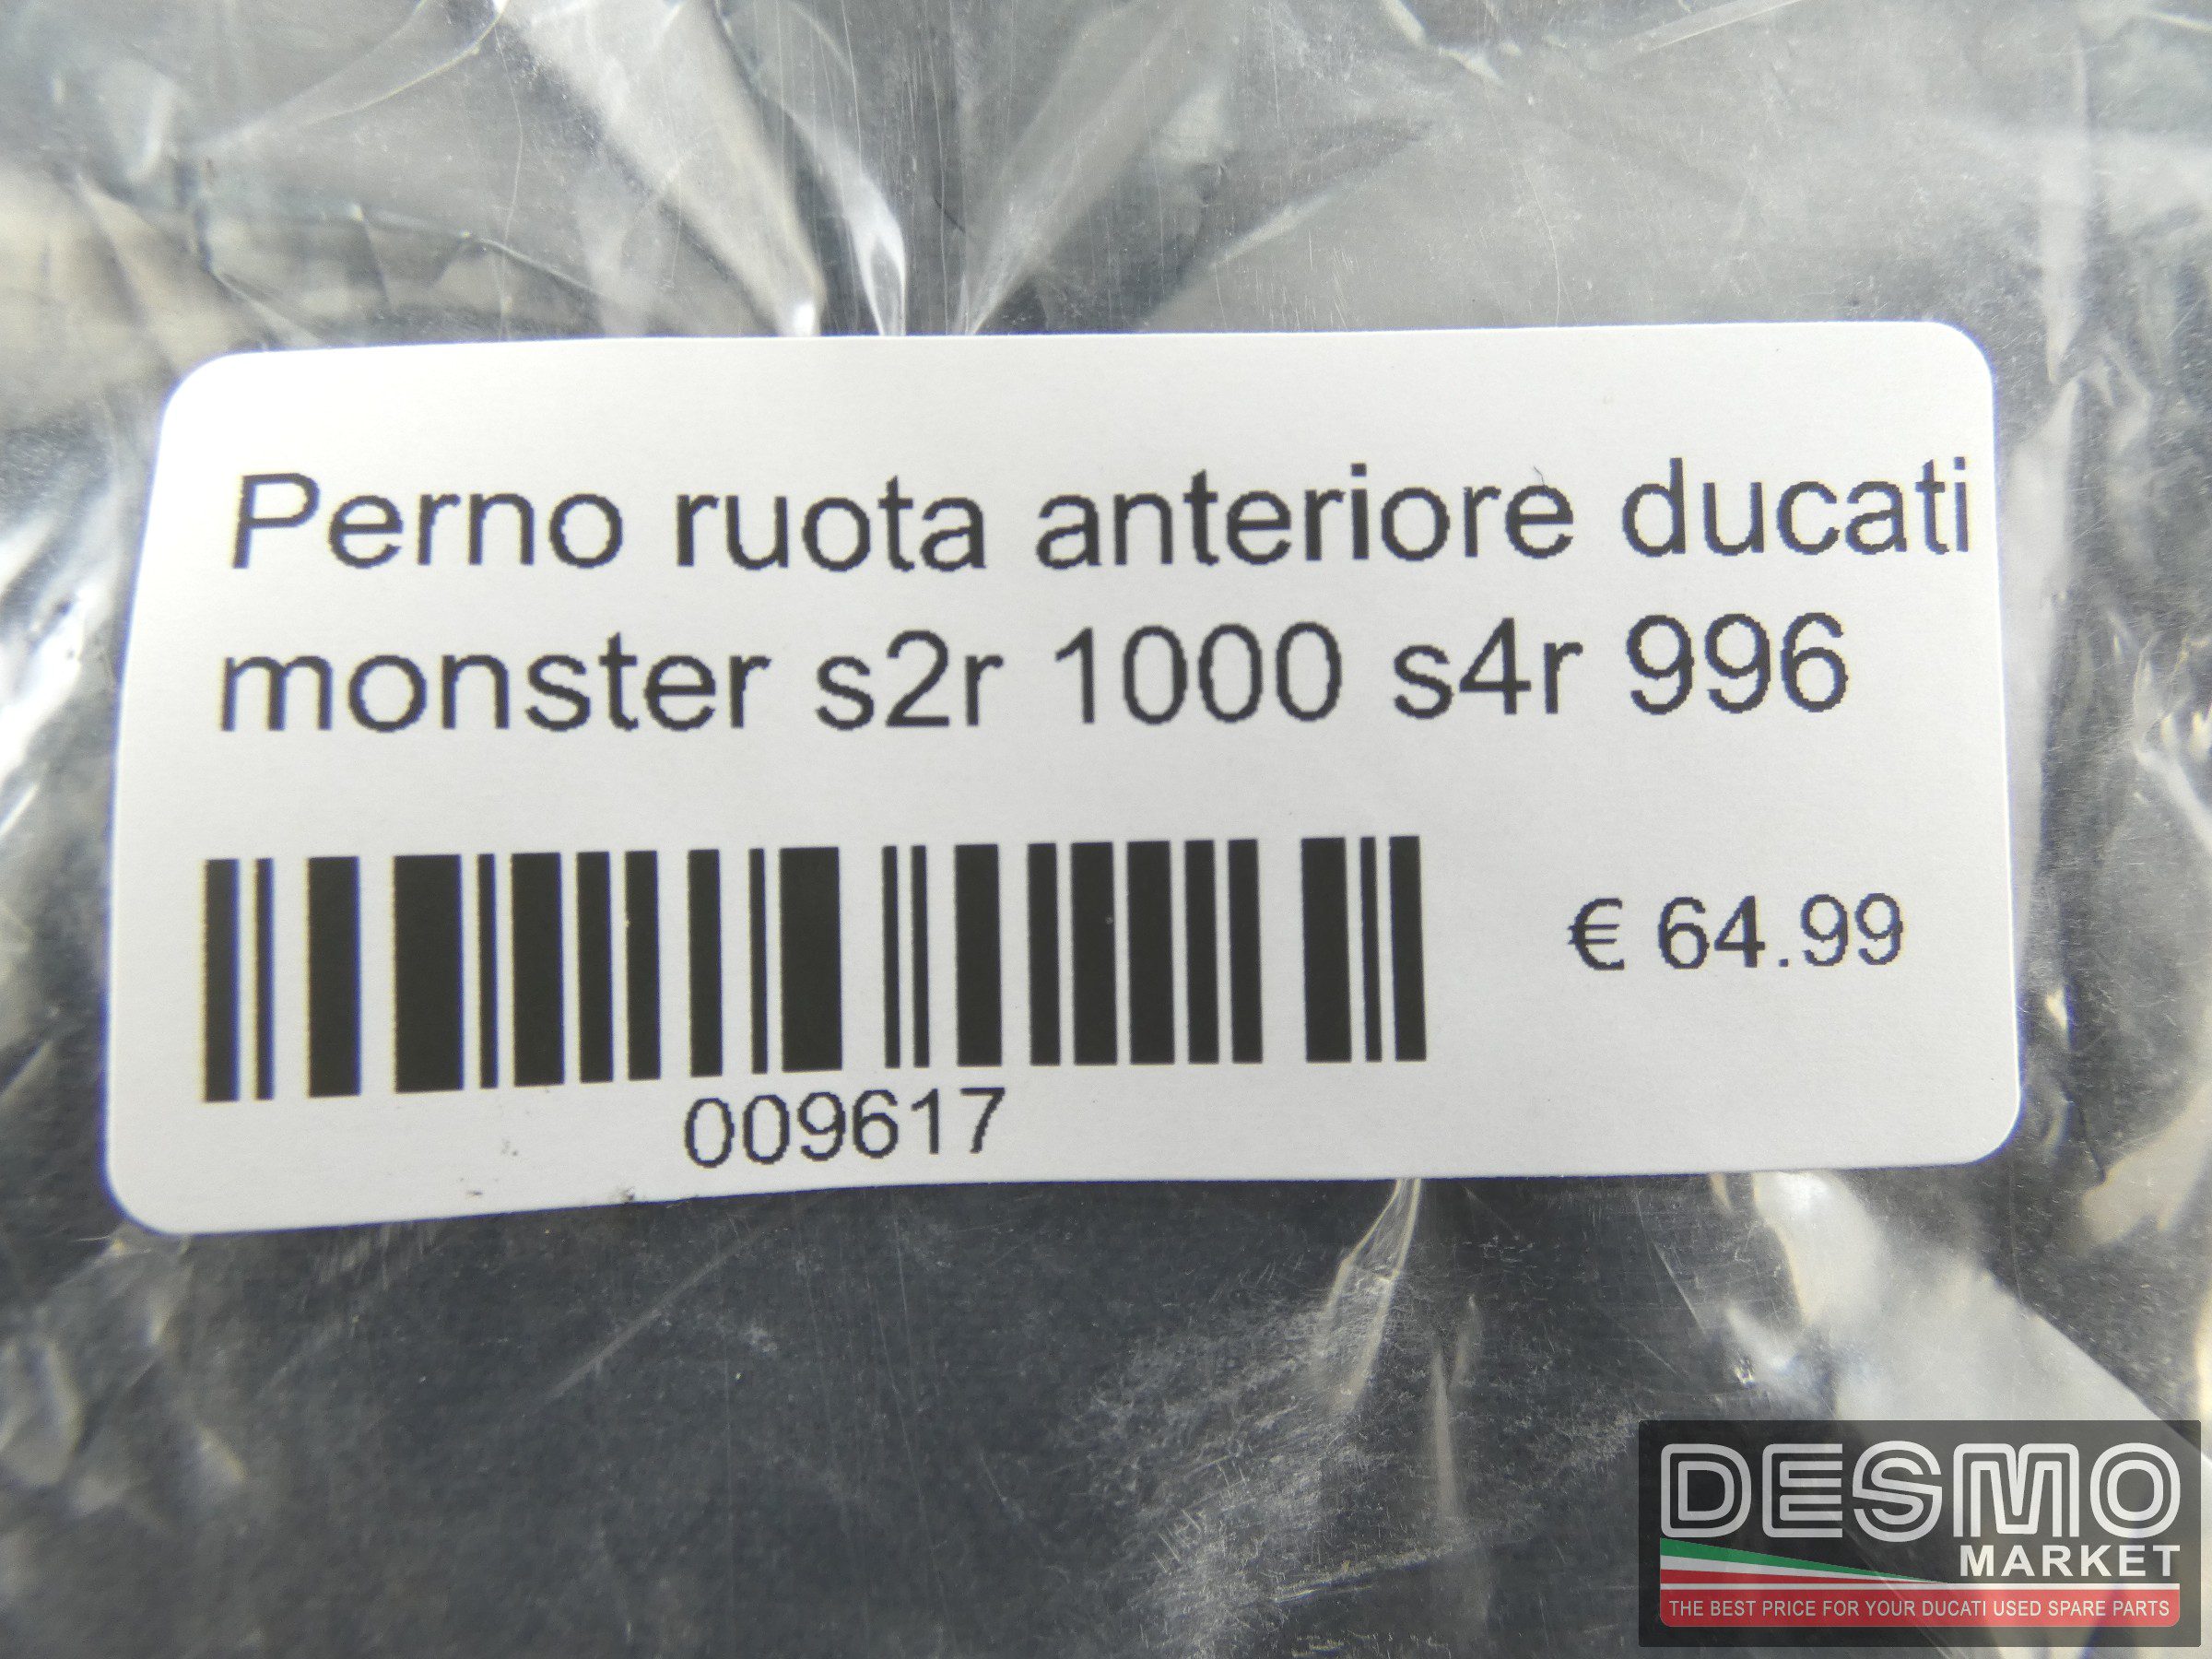 Perno ruota anteriore ducati
monster s2r 1000 s4r 996
€ 64.99
009617
DESMO
MARKET
THE BEST PRICE FOR YOUR DUCATI USED SPARE PARTS